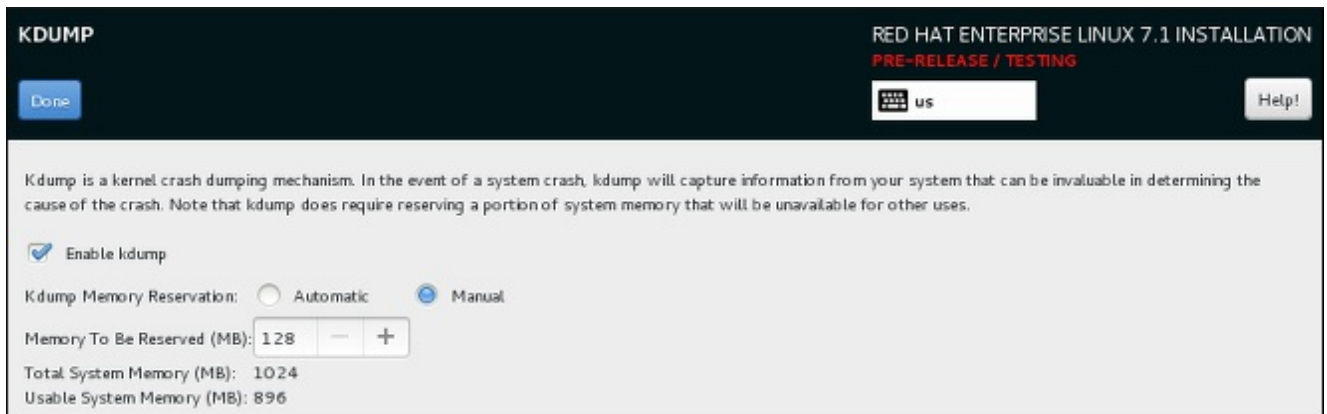 KDUMP
RED HAT ENTERPRISE LINUX 7.1 INSTALLATION
PRE-RELEASE / TESTING
Done
us
Help!
Kdump is a kernel crash dumping mechanism. In the event of a system crash, kdump will capture information from your system that can be invaluable in determining the
cause of the crash. Note that kdump does require reserving a portion of system memory that will be unavailable for other uses.
Enable kdump
Kdump Memory Reservation: Automatic Manual
Memory To Be Reserved (MB): 128 − +
Total System Memory (MB): 1024
Usable System Memory (MB): 896